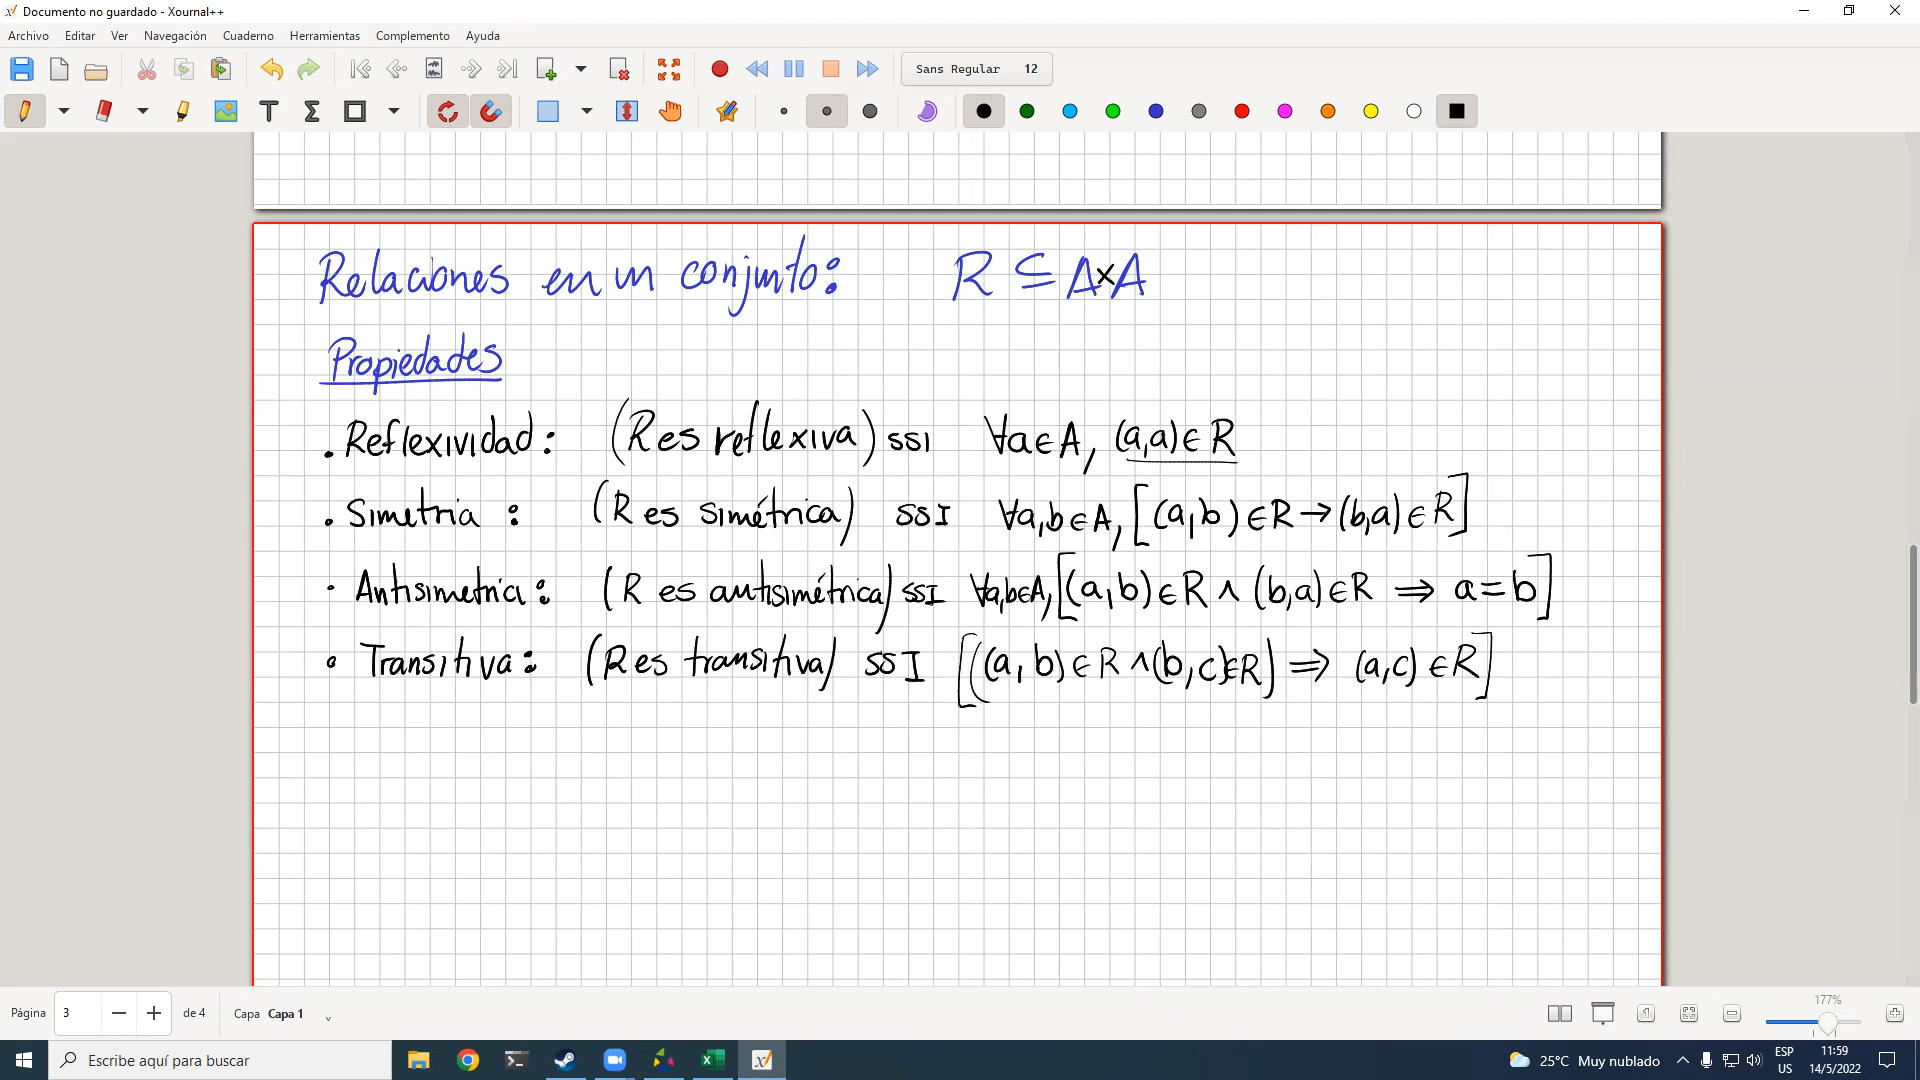 Documento no guardado - Xournal++
Archivo Editar Ver Navegación Cuaderno Herramientas Complemento Ayuda
Sans Regular 12
Relaciones en un conjunto: R ⊆ A×A
Propiedades
. Reflexividad: (R es reflexiva) ssi ∀a∈A, (a,a)∈R
. Simetria : (R es simétrica) ssi ∀a,b∈A, [(a,b)∈R→(b,a)∈R]
· Antisimetria: (R es antisimétrica) ssi ∀a,b∈A, [(a,b)∈R ∧ (b,a)∈R ⇒ a=b]
· Transitiva: (R es transitiva) ssi [((a,b)∈R ∧(b,c)∈R) ⇒ (a,c)∈R]
Página 3 de 4 Capa Capa 1 177%
Escribe aquí para buscar 25°C Muy nublado ESP US 11:59 14/5/2022